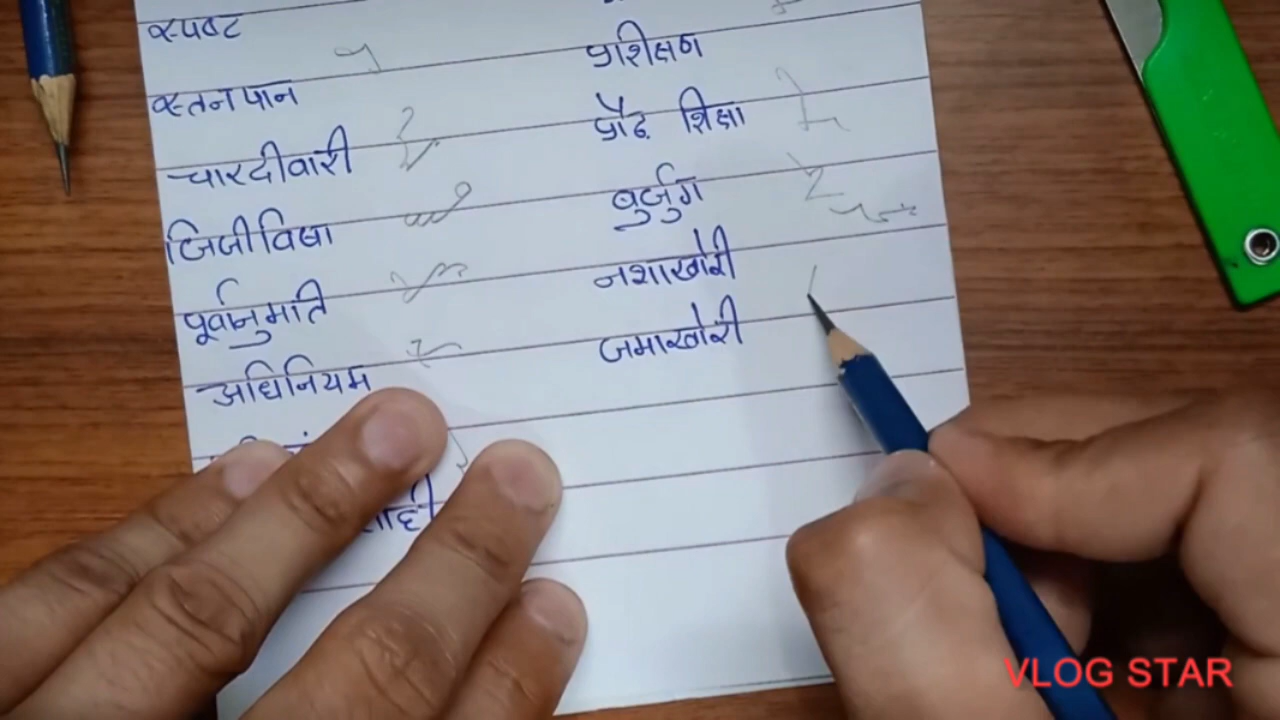 स्पष्ट
स्तनपान
चारदीवारी
जिजीविषा
पूर्वानुमति
अधिनियम
प्रशिक्षण
प्रौढ़ शिक्षा
बुर्जुग
नशाखोरी
जमाखोरी
VLOG STAR